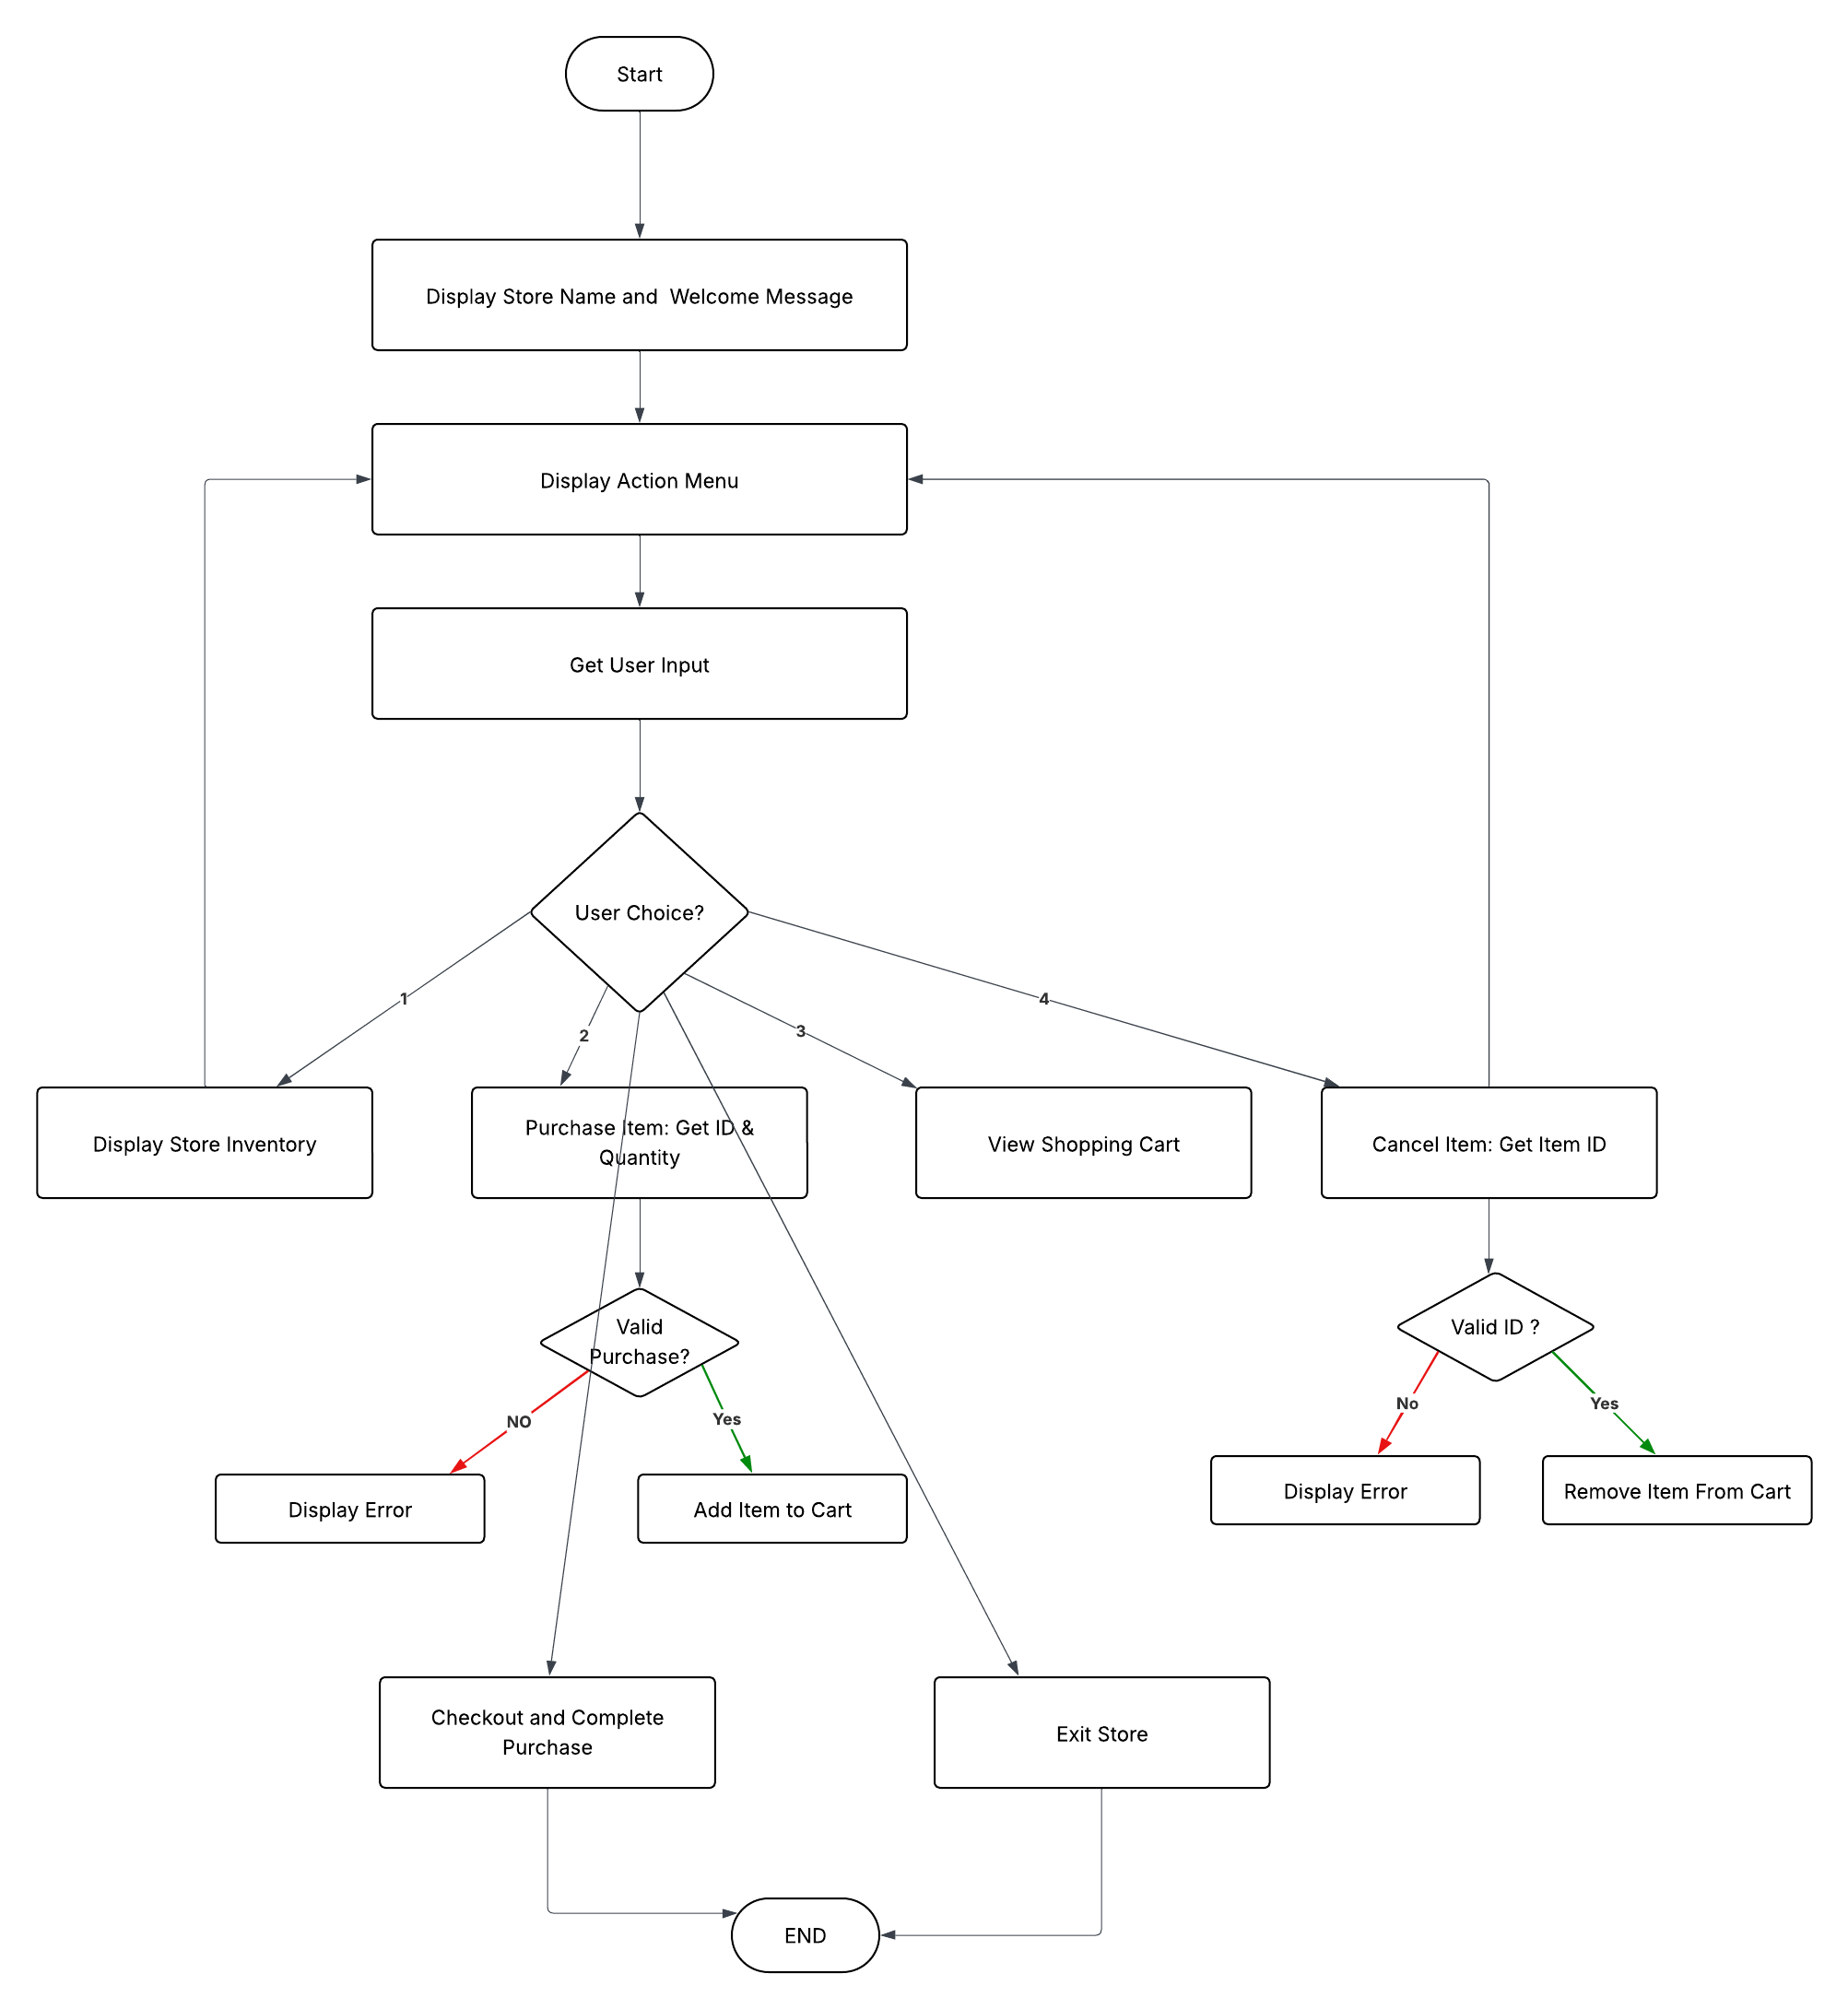 Start
Display Store Name and  Welcome Message
Display Action Menu
Get User Input
User Choice?
1
2
3
4
Display Store Inventory
Purchase Item: Get ID &
Quantity
View Shopping Cart
Cancel Item: Get Item ID
Valid
Purchase?
Valid ID ?
NO
Yes
No
Yes
Display Error
Add Item to Cart
Display Error
Remove Item From Cart
Checkout and Complete
Purchase
Exit Store
END